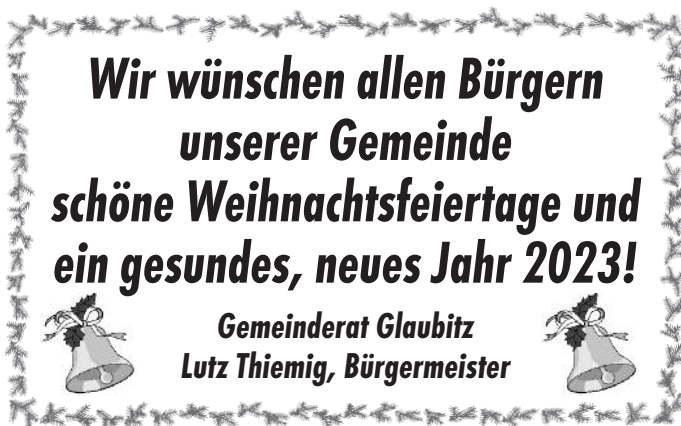 Wir wünschen allen Bürgern
unserer Gemeinde
schöne Weihnachtsfeiertage und
ein gesundes, neues Jahr 2023!
Gemeinderat Glaubitz
Lutz Thiemig, Bürgermeister